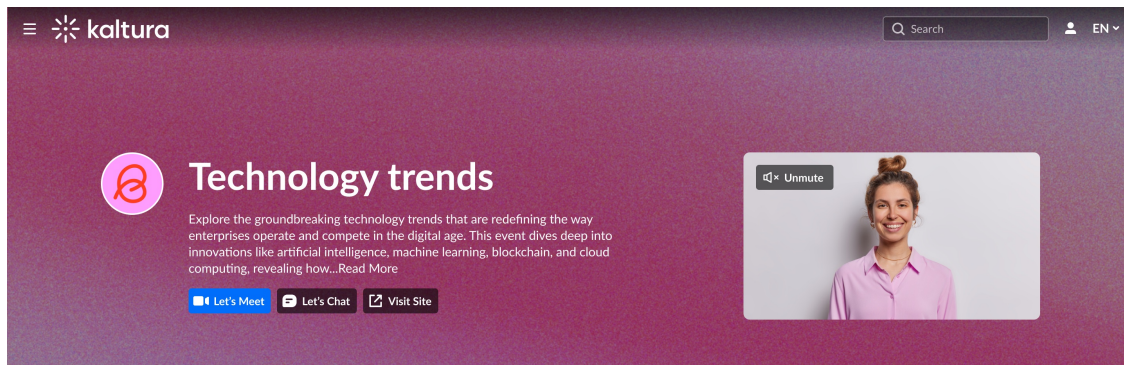 kaltura
Search
EN
Technology trends
Unmute
Explore the groundbreaking technology trends that are redefining the way
enterprises operate and compete in the digital age. This event dives deep into
innovations like artificial intelligence, machine learning, blockchain, and cloud
computing, revealing how...Read More
Let's Meet
Let's Chat
Visit Site